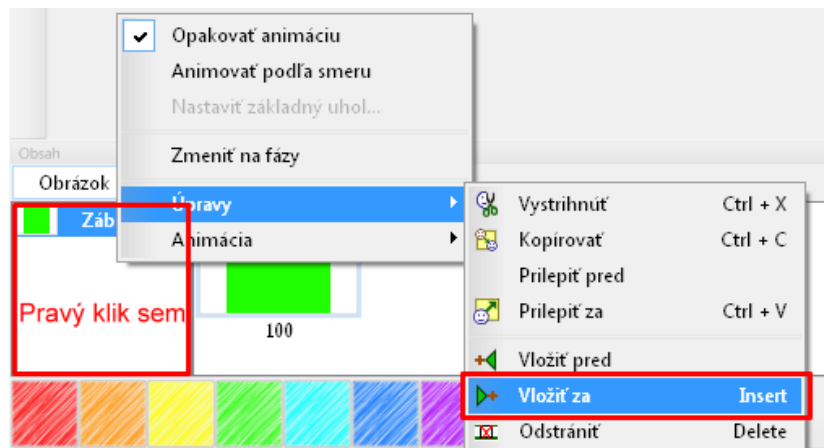 Opakovať animáciu
Animovať podľa smeru
Nastaviť základný uhol...
Zmeniť na fázy
Úpravy
Animácia
Obsah
Obrázok
Záb
Pravý klik sem
100
Vystrihnúť Ctrl + X
Kopírovať Ctrl + C
Prilepiť pred
Prilepiť za Ctrl + V
Vložiť pred
Vložiť za Insert
Odstrániť Delete